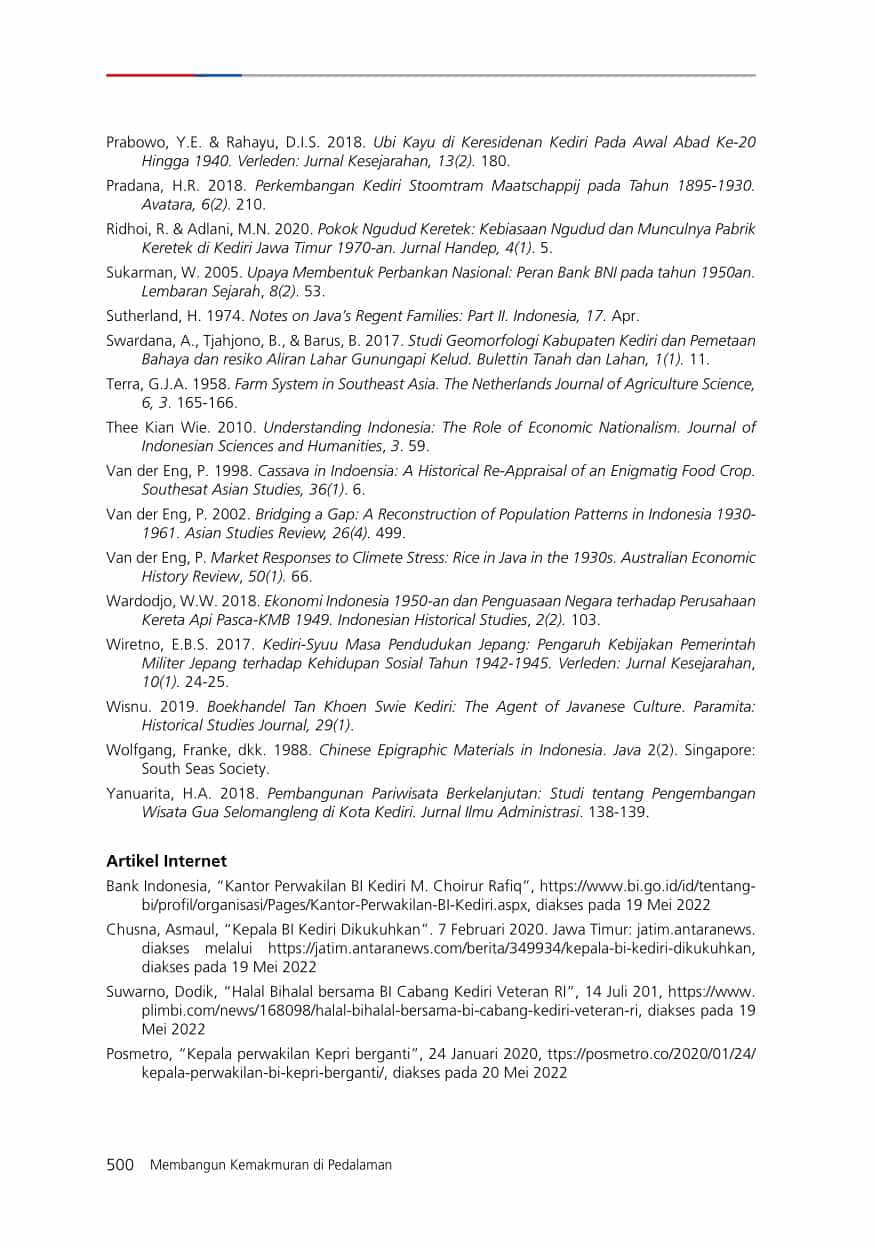 Prabowo, Y.E. & Rahayu, D.I.S. 2018. Ubi Kayu di Keresidenan Kediri Pada Awal Abad Ke-20
Hingga 1940. Verleden: Jurnal Kesejarahan, 13(2). 180.
Pradana, H.R. 2018. Perkembangan Kediri Stoomtram Maatschappij pada Tahun 1895-1930.
Avatara, 6(2). 210.
Ridhoi, R. & Adlani, M.N. 2020. Pokok Ngudud Keretek: Kebiasaan Ngudud dan Munculnya Pabrik
Keretek di Kediri Jawa Timur 1970-an. Jurnal Handep, 4(1). 5.
Sukarman, W. 2005. Upaya Membentuk Perbankan Nasional: Peran Bank BNI pada tahun 1950an.
Lembaran Sejarah, 8(2). 53.
Sutherland, H. 1974. Notes on Java’s Regent Families: Part II. Indonesia, 17. Apr.
Swardana, A., Tjahjono, B., & Barus, B. 2017. Studi Geomorfologi Kabupaten Kediri dan Pemetaan
Bahaya dan resiko Aliran Lahar Gunungapi Kelud. Bulettin Tanah dan Lahan, 1(1). 11.
Terra, G.J.A. 1958. Farm System in Southeast Asia. The Netherlands Journal of Agriculture Science,
6, 3. 165-166.
Thee Kian Wie. 2010. Understanding Indonesia: The Role of Economic Nationalism. Journal of
Indonesian Sciences and Humanities, 3. 59.
Van der Eng, P. 1998. Cassava in Indoensia: A Historical Re-Appraisal of an Enigmatig Food Crop.
Southesat Asian Studies, 36(1). 6.
Van der Eng, P. 2002. Bridging a Gap: A Reconstruction of Population Patterns in Indonesia 1930-
1961. Asian Studies Review, 26(4). 499.
Van der Eng, P. Market Responses to Climete Stress: Rice in Java in the 1930s. Australian Economic
History Review, 50(1). 66.
Wardodjo, W.W. 2018. Ekonomi Indonesia 1950-an dan Penguasaan Negara terhadap Perusahaan
Kereta Api Pasca-KMB 1949. Indonesian Historical Studies, 2(2). 103.
Wiretno, E.B.S. 2017. Kediri-Syuu Masa Pendudukan Jepang: Pengaruh Kebijakan Pemerintah
Militer Jepang terhadap Kehidupan Sosial Tahun 1942-1945. Verleden: Jurnal Kesejarahan,
10(1). 24-25.
Wisnu. 2019. Boekhandel Tan Khoen Swie Kediri: The Agent of Javanese Culture. Paramita:
Historical Studies Journal, 29(1).
Wolfgang, Franke, dkk. 1988. Chinese Epigraphic Materials in Indonesia. Java 2(2). Singapore:
South Seas Society.
Yanuarita, H.A. 2018. Pembangunan Pariwisata Berkelanjutan: Studi tentang Pengembangan
Wisata Gua Selomangleng di Kota Kediri. Jurnal Ilmu Administrasi. 138-139.
Artikel Internet
Bank Indonesia, “Kantor Perwakilan BI Kediri M. Choirur Rafiq”, https://www.bi.go.id/id/tentang-
bi/profil/organisasi/Pages/Kantor-Perwakilan-BI-Kediri.aspx, diakses pada 19 Mei 2022
Chusna, Asmaul, “Kepala BI Kediri Dikukuhkan”. 7 Februari 2020. Jawa Timur: jatim.antaranews.
diakses melalui https://jatim.antaranews.com/berita/349934/kepala-bi-kediri-dikukuhkan,
diakses pada 19 Mei 2022
Suwarno, Dodik, “Halal Bihalal bersama BI Cabang Kediri Veteran RI”, 14 Juli 201, https://www.
plimbi.com/news/168098/halal-bihalal-bersama-bi-cabang-kediri-veteran-ri, diakses pada 19
Mei 2022
Posmetro, “Kepala perwakilan Kepri berganti”, 24 Januari 2020, ttps://posmetro.co/2020/01/24/
kepala-perwakilan-bi-kepri-berganti/, diakses pada 20 Mei 2022
500 Membangun Kemakmuran di Pedalaman